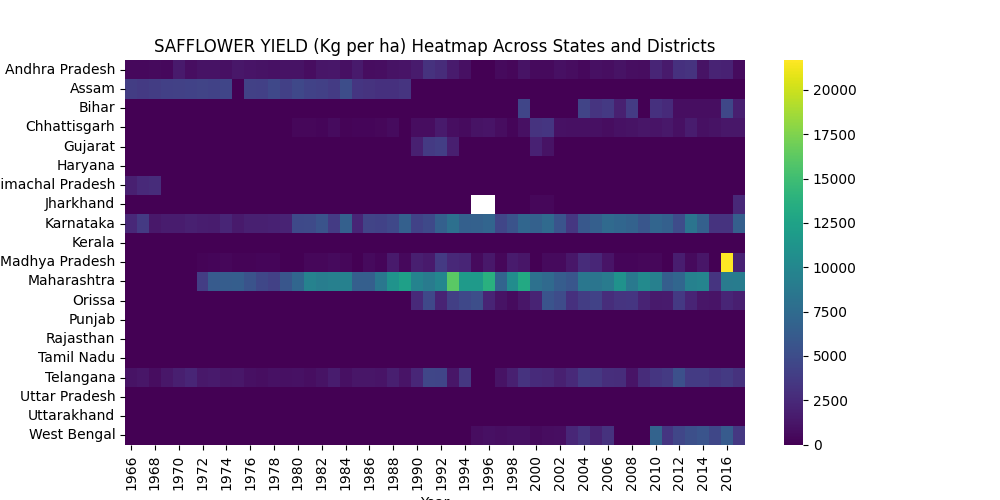 SAFFLOWER YIELD (Kg per ha) Heatmap Across States and Districts
Andhra Pradesh
Assam
Bihar
Chhattisgarh
Gujarat
Haryana
imachal Pradesh
Jharkhand
Karnataka
Kerala
Madhya Pradesh
Maharashtra
Orissa
Punjab
Rajasthan
Tamil Nadu
Telangana
Uttar Pradesh
Uttarakhand
West Bengal
1966 1968 1970 1972 1974 1976 1978 1980 1982 1984 1986 1988 1990 1992 1994 1996 1998 2000 2002 2004 2006 2008 2010 2012 2014 2016
Year
20000
17500
15000
12500
10000
7500
5000
2500
0